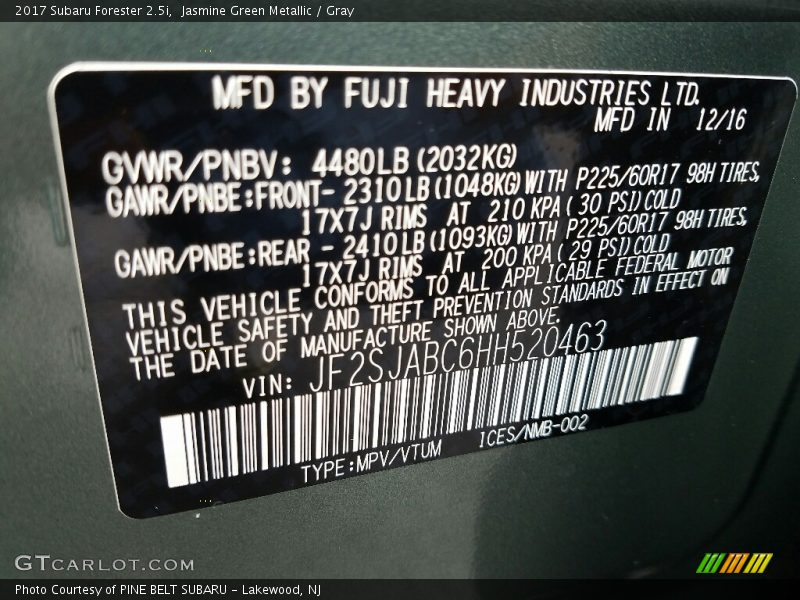 2017 Subaru Forester 2.5i, Jasmine Green Metallic / Gray
MFD BY FUJI HEAVY INDUSTRIES LTD.
MFD IN 12/16
GVWR/PNBV: 4480LB (2032KG)
GAWR/PNBE:FRONT- 2310LB (1048KG) WITH P225/60R17 98H TIRES,
17X7J RIMS AT 210 KPA ( 30 PSI) COLD
GAWR/PNBE:REAR - 2410LB (1093KG) WITH P225/60R17 98H TIRES,
17X7J RIMS AT 200 KPA ( 29 PSI) COLD
THIS VEHICLE CONFORMS TO ALL APPLICABLE FEDERAL MOTOR
VEHICLE SAFETY AND THEFT PREVENTION STANDARDS IN EFFECT ON
THE DATE OF MANUFACTURE SHOWN ABOVE.
VIN: JF2SJABC6HH520463
TYPE:MPV/VTUM ICES/NMB-002
GTCARLOT.COM
Photo Courtesy of PINE BELT SUBARU - Lakewood, NJ